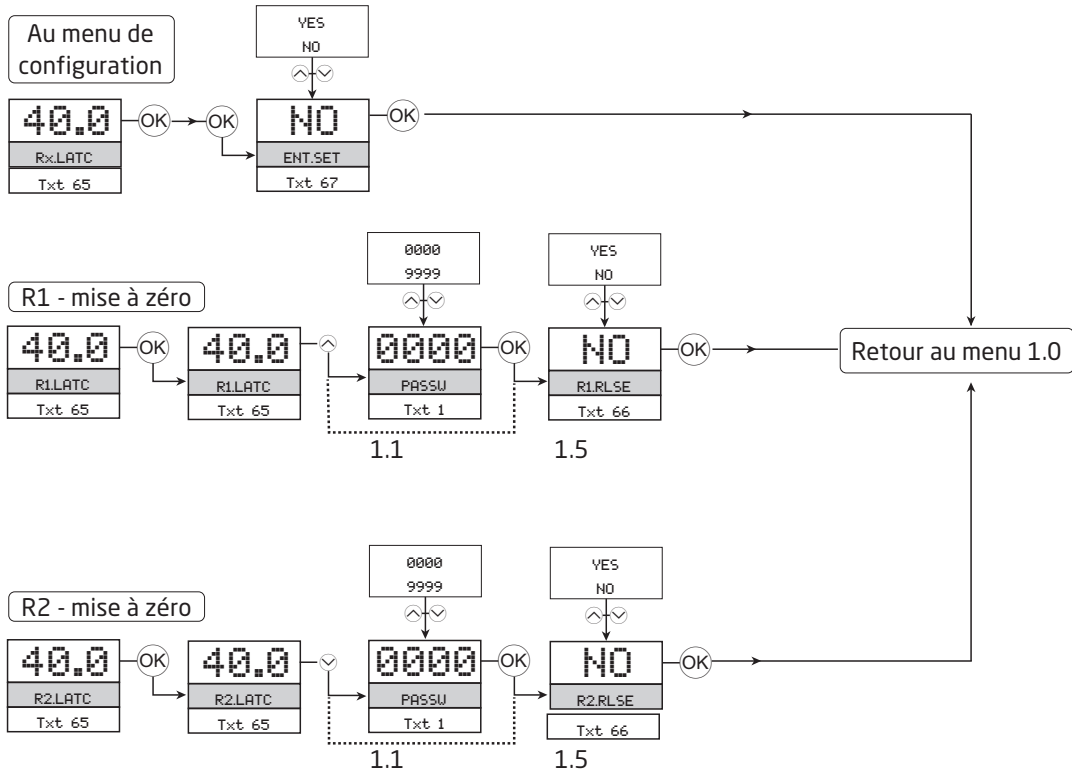 Au menu de
configuration
YES
NO
40.0
OK
OK
NO
OK
Rx.LATC
ENT.SET
Txt 65
Txt 67
R1 - mise à zéro
0000
9999
YES
NO
40.0
OK
40.0
0000
OK
NO
OK
Retour au menu 1.0
R1.LATC
R1.LATC
PASSW
R1.RLSE
Txt 65
Txt 65
Txt 1
Txt 66
1.1
1.5
R2 - mise à zéro
0000
9999
YES
NO
40.0
OK
40.0
0000
OK
NO
OK
R2.LATC
R2.LATC
PASSW
R2.RLSE
Txt 65
Txt 65
Txt 1
Txt 66
1.1
1.5